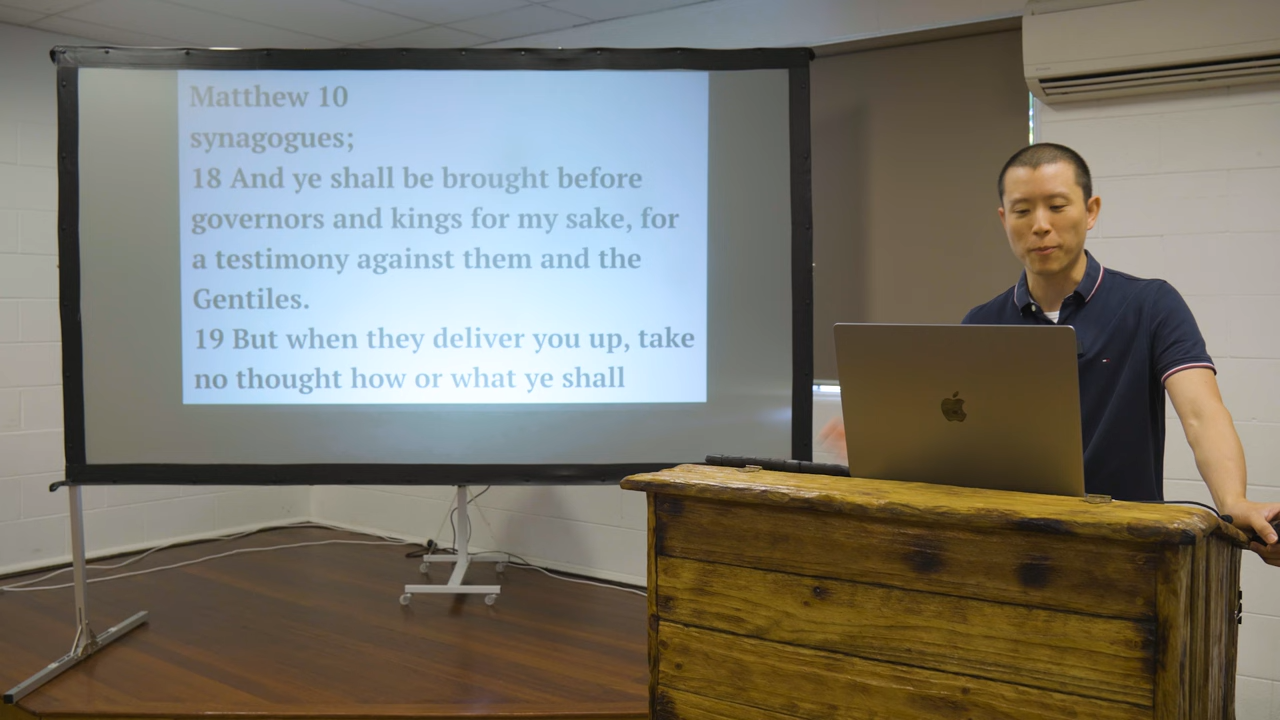 Matthew 10
synagogues;
18 And ye shall be brought before
governors and kings for my sake, for
a testimony against them and the
Gentiles.
19 But when they deliver you up, take
no thought how or what ye shall